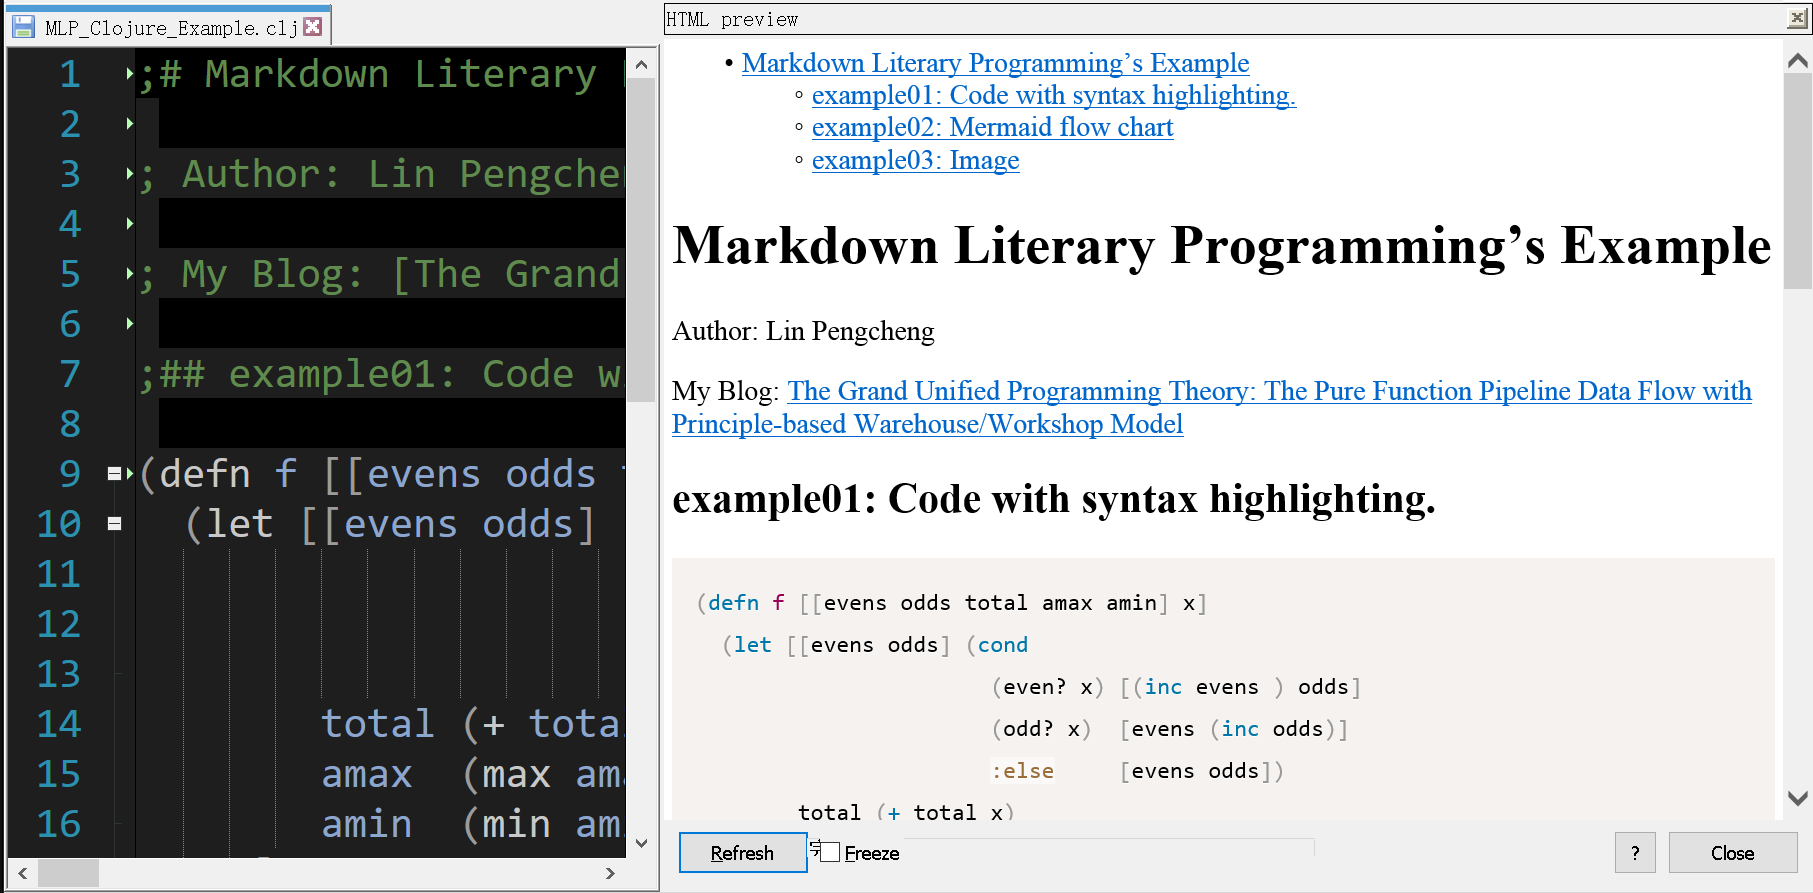 MLP_Clojure_Example.clj
1 ;# Markdown Literary
2
3 ; Author: Lin Pengche
4
5 ; My Blog: [The Grand
6
7 ;## example01: Code w
8
9 (defn f [[evens odds
10 (let [[evens odds]
11
12
13
14 total (+ tota
15 amax (max am
16 amin (min am
HTML preview
• Markdown Literary Programming’s Example
◦ example01: Code with syntax highlighting.
◦ example02: Mermaid flow chart
◦ example03: Image
Markdown Literary Programming’s Example
Author: Lin Pengcheng
My Blog: The Grand Unified Programming Theory: The Pure Function Pipeline Data Flow with
Principle-based Warehouse/Workshop Model
example01: Code with syntax highlighting.
(defn f [[evens odds total amax amin] x]
(let [[evens odds] (cond
(even? x) [(inc evens ) odds]
(odd? x) [evens (inc odds)]
:else [evens odds])
total (+ total x)
Refresh
Freeze
?
Close